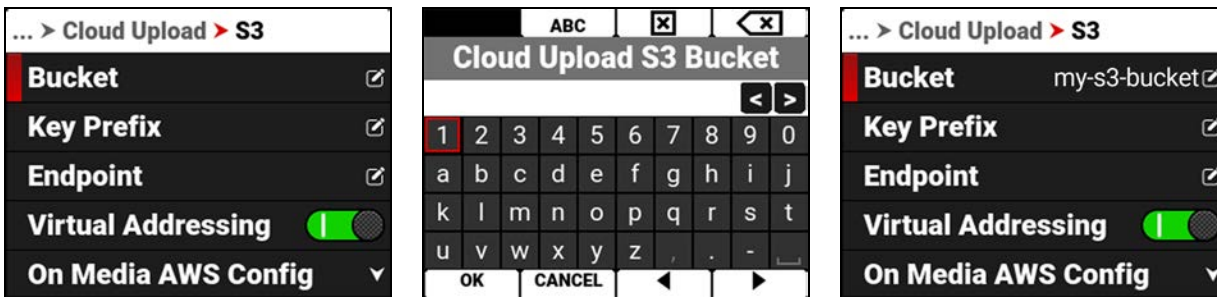 ... > Cloud Upload > S3
Bucket
Key Prefix
Endpoint
Virtual Addressing
On Media AWS Config
ABC
Cloud Upload S3 Bucket
< >
1 2 3 4 5 6 7 8 9 0
a b c d e f g h i j
k l m n o p q r s t
u v w x y z , . -
OK CANCEL
... > Cloud Upload > S3
Bucket my-s3-bucket
Key Prefix
Endpoint
Virtual Addressing
On Media AWS Config